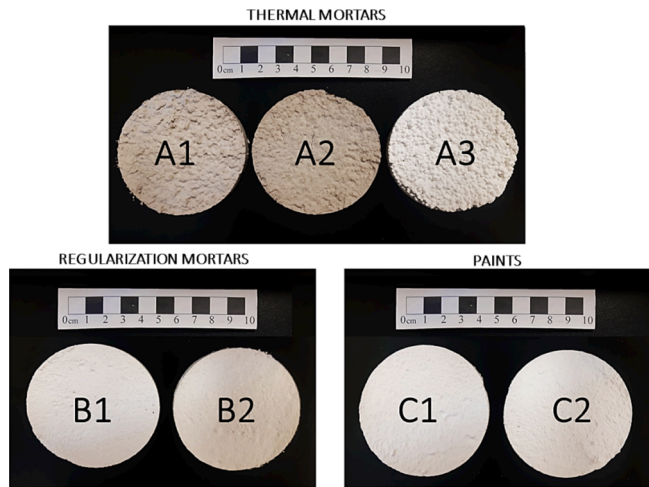 THERMAL MORTARS
0cm 1 2 3 4 5 6 7 8 9 10
A1 A2 A3
REGULARIZATION MORTARS
0cm 1 2 3 4 5 6 7 8 9 10
B1 B2
PAINTS
0cm 1 2 3 4 5 6 7 8 9 10
C1 C2